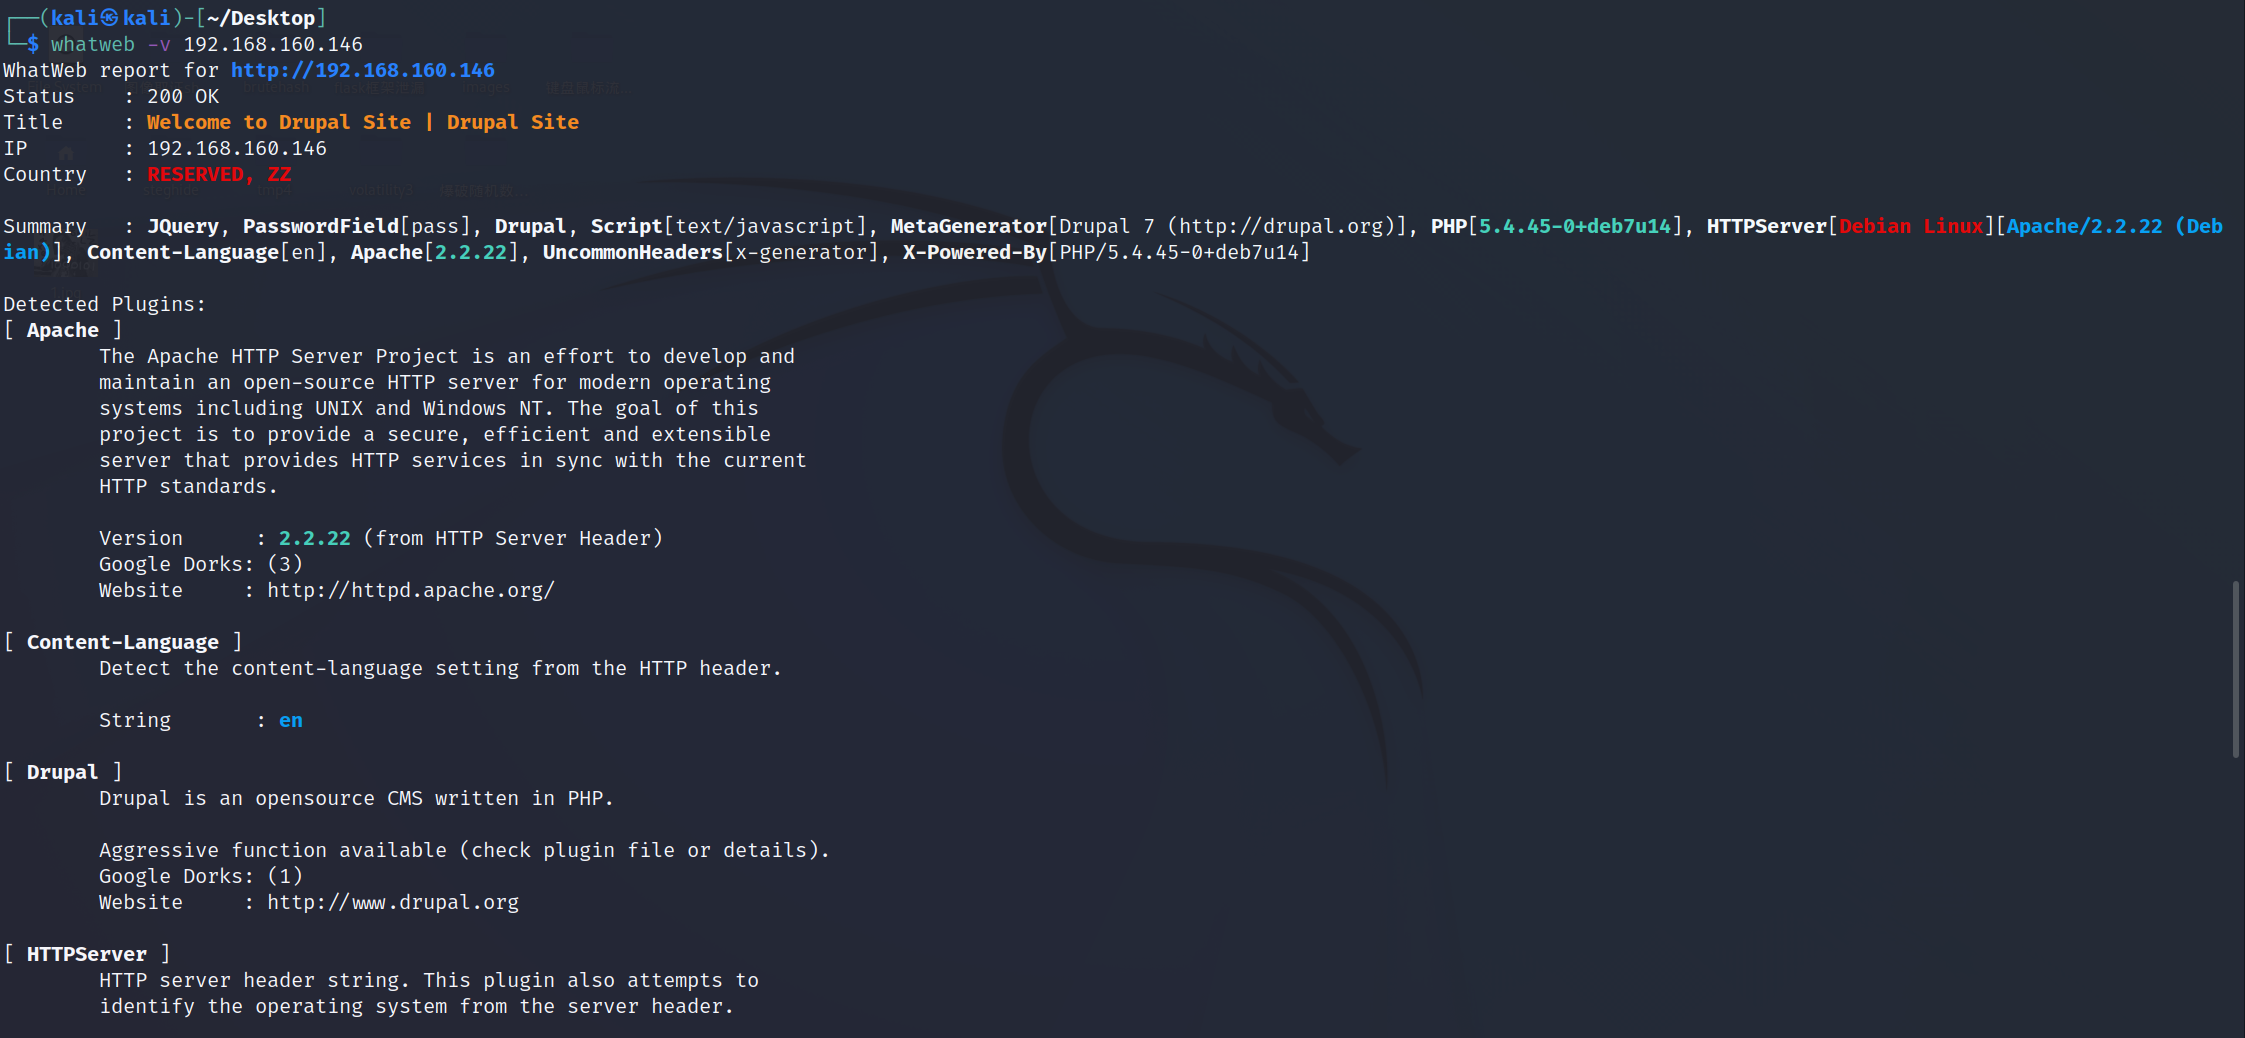 ┌──(kali㉿kali)-[~/Desktop]
└─$ whatweb -v 192.168.160.146
WhatWeb report for http://192.168.160.146
Status    : 200 OK
Title     : Welcome to Drupal Site | Drupal Site
IP        : 192.168.160.146
Country   : RESERVED, ZZ
Summary   : JQuery, PasswordField[pass], Drupal, Script[text/javascript], MetaGenerator[Drupal 7 (http://drupal.org)], PHP[5.4.45-0+deb7u14], HTTPServer[Debian Linux][Apache/2.2.22 (Deb
ian)], Content-Language[en], Apache[2.2.22], UncommonHeaders[x-generator], X-Powered-By[PHP/5.4.45-0+deb7u14]
Detected Plugins:
[ Apache ]
The Apache HTTP Server Project is an effort to develop and
maintain an open-source HTTP server for modern operating
systems including UNIX and Windows NT. The goal of this
project is to provide a secure, efficient and extensible
server that provides HTTP services in sync with the current
HTTP standards.
Version      : 2.2.22 (from HTTP Server Header)
Google Dorks: (3)
Website     : http://httpd.apache.org/
[ Content-Language ]
Detect the content-language setting from the HTTP header.
String       : en
[ Drupal ]
Drupal is an opensource CMS written in PHP.
Aggressive function available (check plugin file or details).
Google Dorks: (1)
Website     : http://www.drupal.org
[ HTTPServer ]
HTTP server header string. This plugin also attempts to
identify the operating system from the server header.